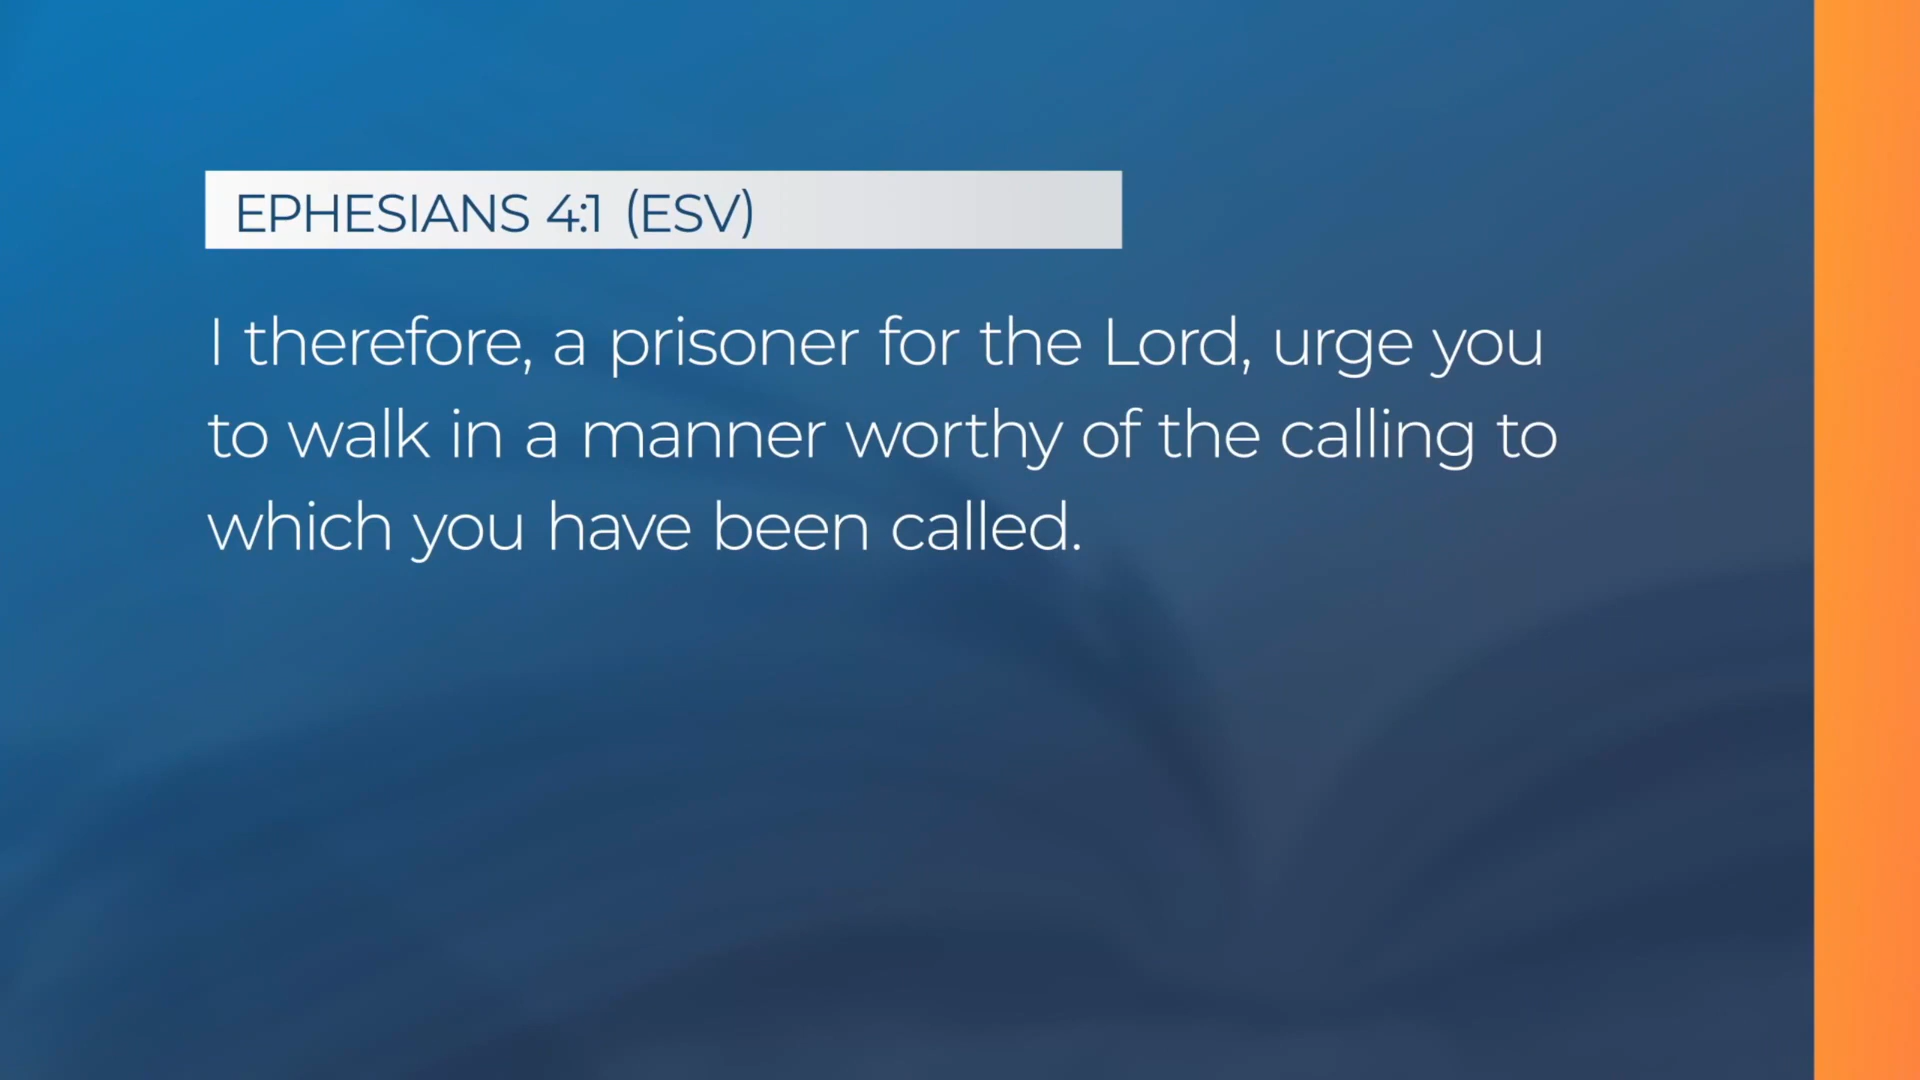 EPHESIANS 4:1 (ESV)
I therefore, a prisoner for the Lord, urge you
to walk in a manner worthy of the calling to
which you have been called.